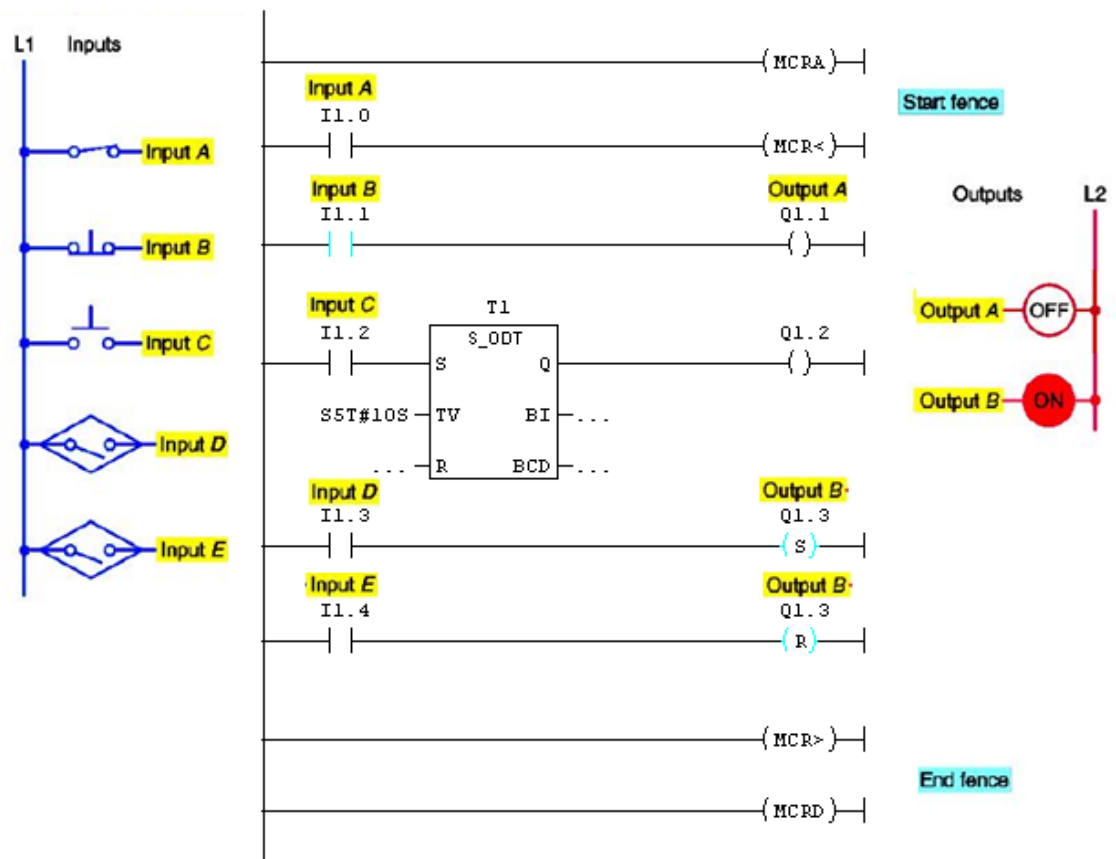 L1 Inputs
Input A
Input B
Input C
Input D
Input E
(MCRA)
Start fence
Input A
I1.0
(MCR<)
Input B
Output A
I1.1
Q1.1
( )
Input C
T1
I1.2
S_ODT
Q1.2
S Q
( )
S5T#10S TV BI ...
... R BCD ...
Input D
Output B
I1.3
Q1.3
(S)
Input E
Output B
I1.4
Q1.3
(R)
(MCR>)
End fence
(MCRD)
Outputs L2
Output A OFF
Output B ON